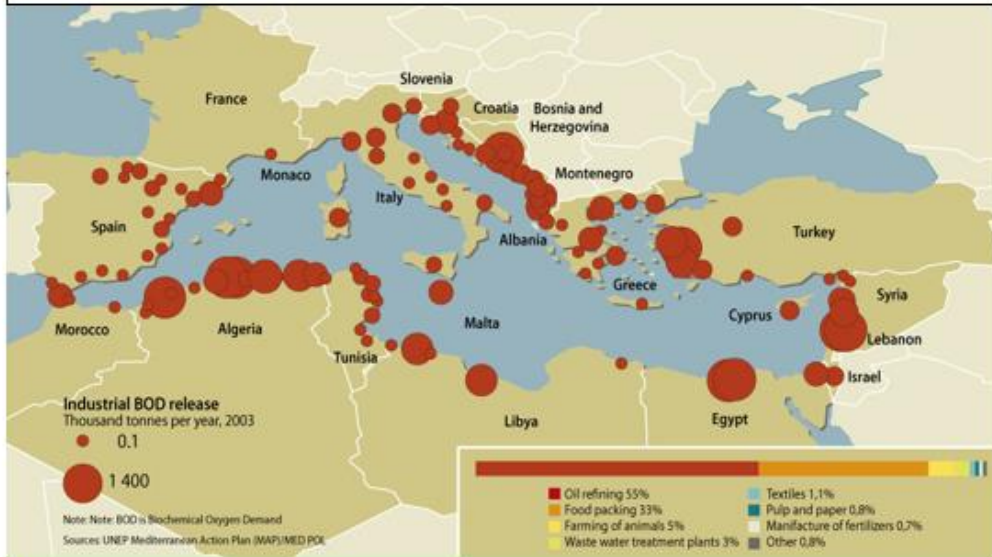 Slovenia
France
Croatia
Bosnia and
Herzegovina
Monaco
Montenegro
Italy
Spain
Albania
Turkey
Greece
Syria
Cyprus
Malta
Lebanon
Morocco
Algeria
Tunisia
Israel
Libya
Egypt
Industrial BOD release
Thousand tonnes per year, 2003
0.1
1 400
Note: Note: BOD is Biochemical Oxygen Demand
Sources: UNEP Mediterranean Action Plan (MAP)/MED POL
Oil refining 55%
Food packing 33%
Farming of animals 5%
Waste water treatment plants 3%
Textiles 1,1%
Pulp and paper 0,8%
Manifacture of fertilizers 0,7%
Other 0,8%